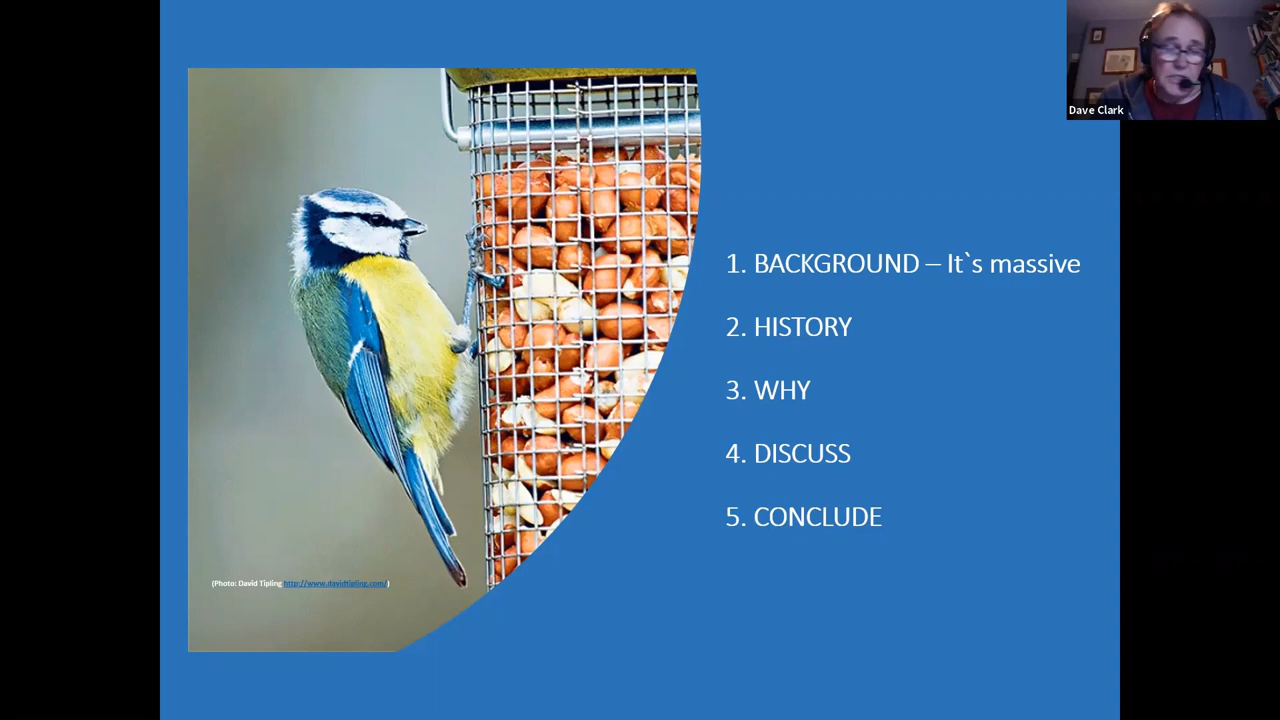 Dave Clark
1. BACKGROUND – It`s massive
2. HISTORY
3. WHY
4. DISCUSS
5. CONCLUDE
(Photo: David Tipling http://www.davidtipling.com/)